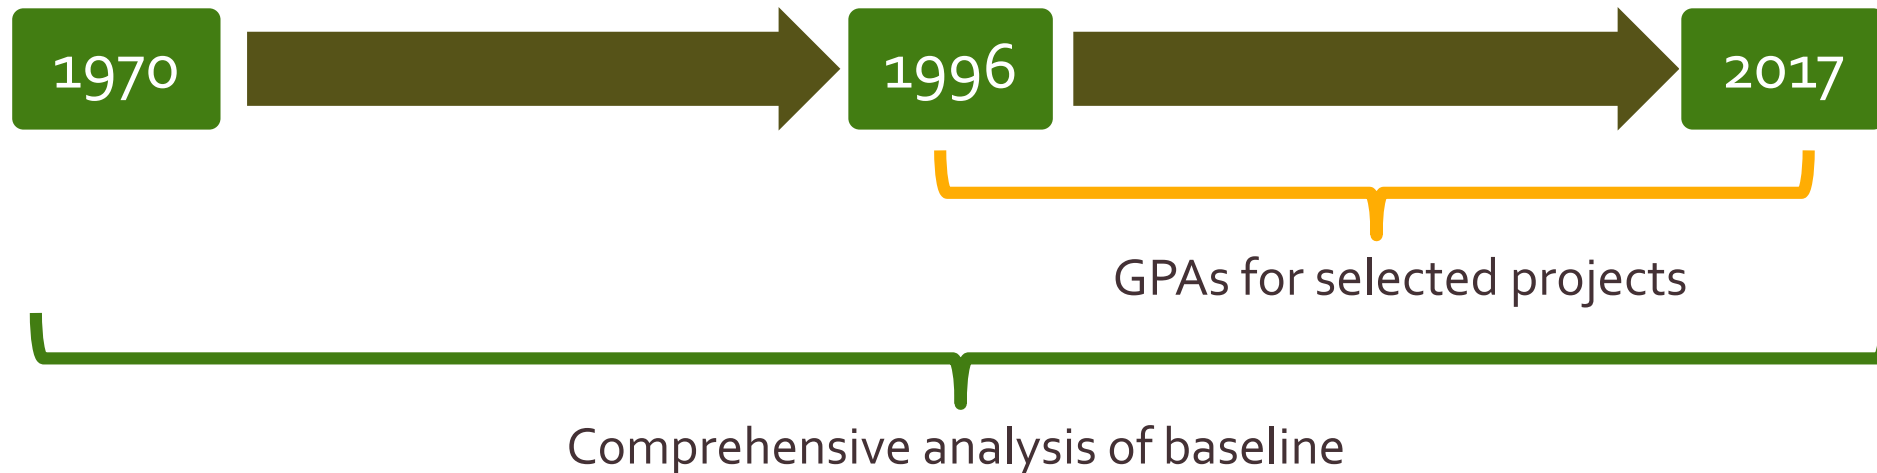 1970
1996
2017
GPAs for selected projects
Comprehensive analysis of baseline